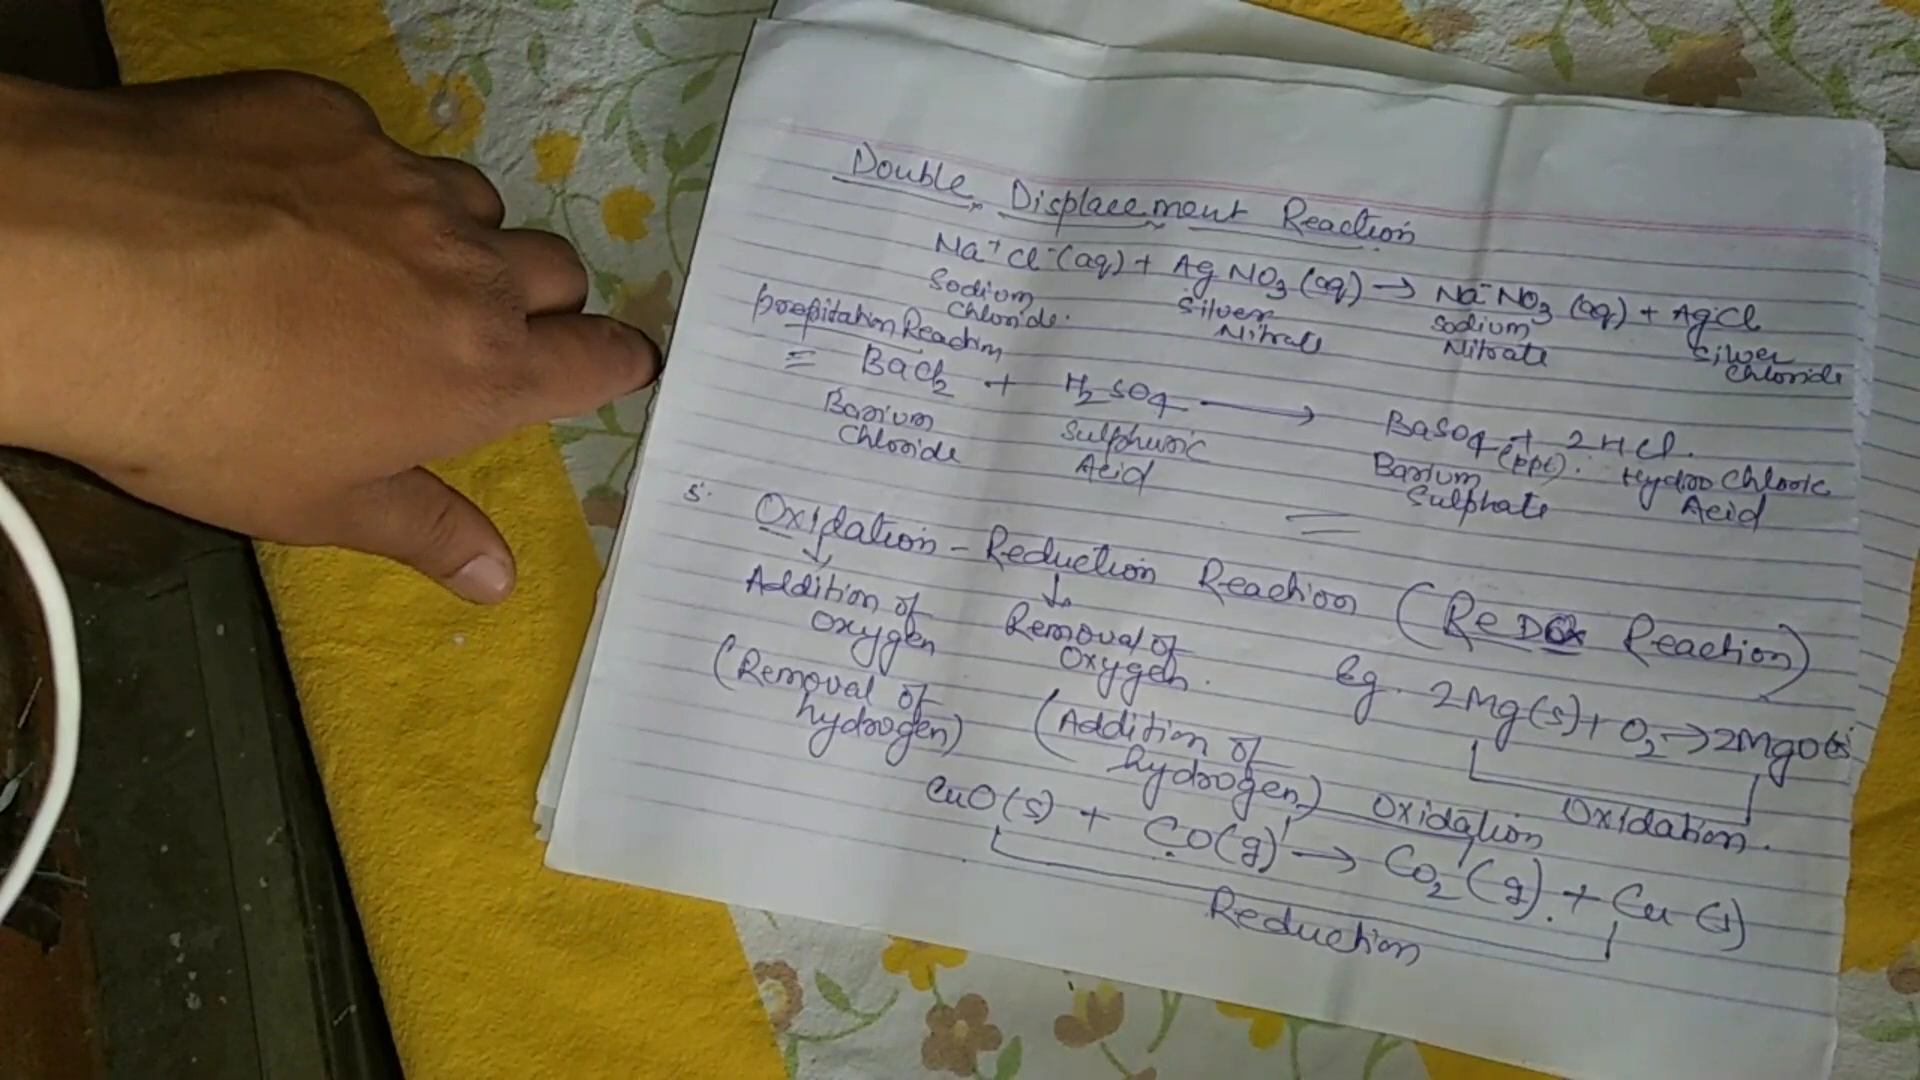 Double Displacement Reaction
Na⁺Cl⁻(aq) + AgNO₃(aq) → Na⁻NO₃(aq) + AgCl
Sodium Chloride. Silver Nitrate Sodium Nitrate Silver Chloride
Reaction
= BaCl₂ + H₂SO₄ ⟶ BaSO₄ (ppt). + 2HCl.
Barium Chloride Sulphuric Acid Barium Sulphate Hydro Chloric Acid
5. Oxidation - Reduction Reaction (REDOX Reaction)
↓ ↓
Addition of oxygen Removal of Oxygen.
(Removal of hydrogen) (Addition of hydrogen)
Eg. 2Mg(s) + O₂ → 2MgO(s)
Oxidation.
Oxidation
CuO(s) + CO(g) → CO₂(g) + Cu(s)
Reduction